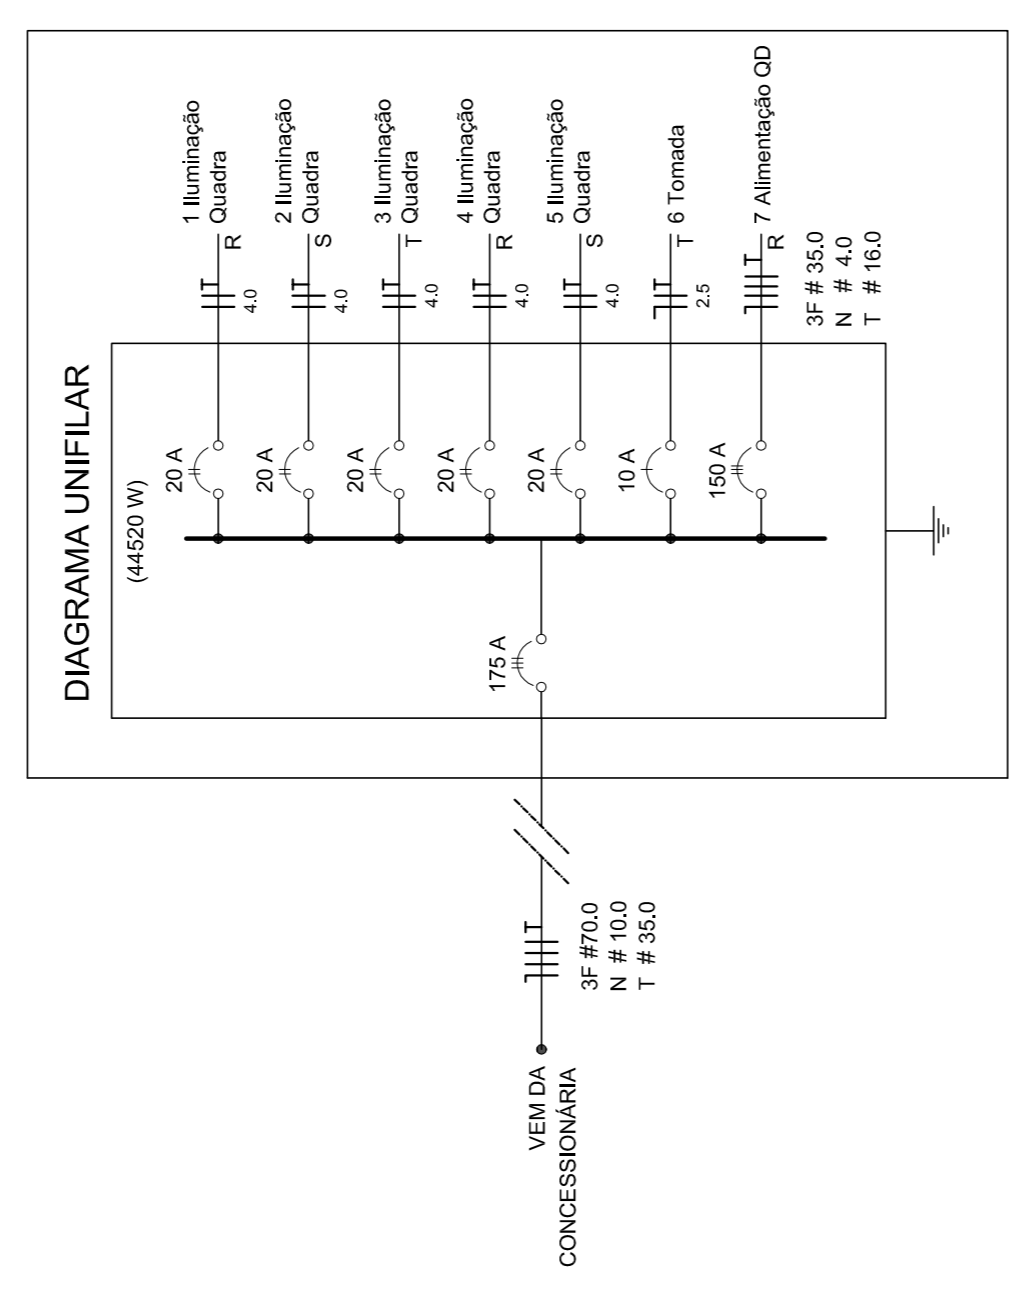 DIAGRAMA UNIFILAR
(44520 W)
VEM DA
CONCESSIONÁRIA
3F #70.0
N # 10.0
T # 35.0
175 A
20 A
4.0
R
1 Iluminação
Quadra
20 A
4.0
S
2 Iluminação
Quadra
20 A
4.0
T
3 Iluminação
Quadra
20 A
4.0
R
4 Iluminação
Quadra
20 A
4.0
S
5 Iluminação
Quadra
10 A
2.5
T
6 Tomada
150 A
R
7 Alimentação QD
3F # 35.0
N # 4.0
T # 16.0